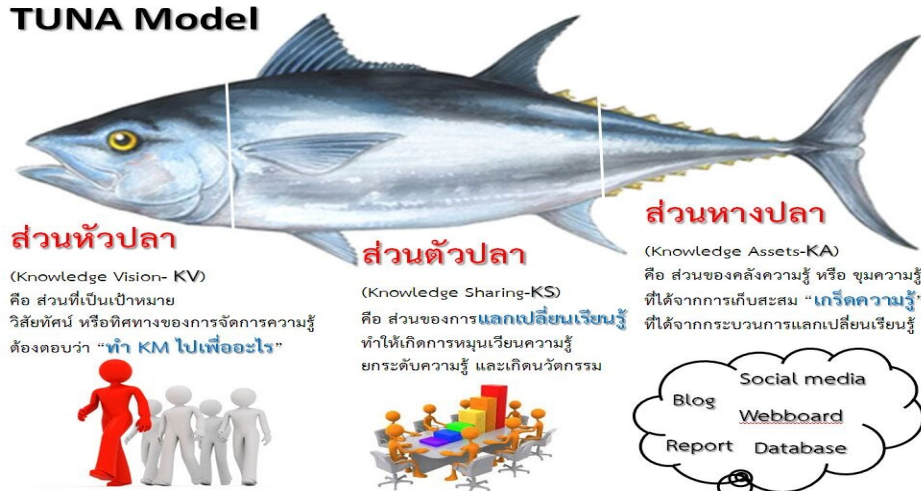 TUNA Model
ส่วนหัวปลา
(Knowledge Vision- KV)
คือ ส่วนที่เป็นเป้าหมาย
วิสัยทัศน์ หรือทิศทางของการจัดการความรู้
ต้องตอบว่า “ทำ KM ไปเพื่ออะไร”
ส่วนตัวปลา
(Knowledge Sharing-KS)
คือ ส่วนของการแลกเปลี่ยนเรียนรู้
ทำให้เกิดการหมุนเวียนความรู้
ยกระดับความรู้ และเกิดนวัตกรรม
ส่วนหางปลา
(Knowledge Assets-KA)
คือ ส่วนของคลังความรู้ หรือ ขุมความรู้
ที่ได้จากการเก็บสะสม “เกร็ดความรู้”
ที่ได้จากกระบวนการแลกเปลี่ยนเรียนรู้
Social media
Blog
Webboard
Report Database